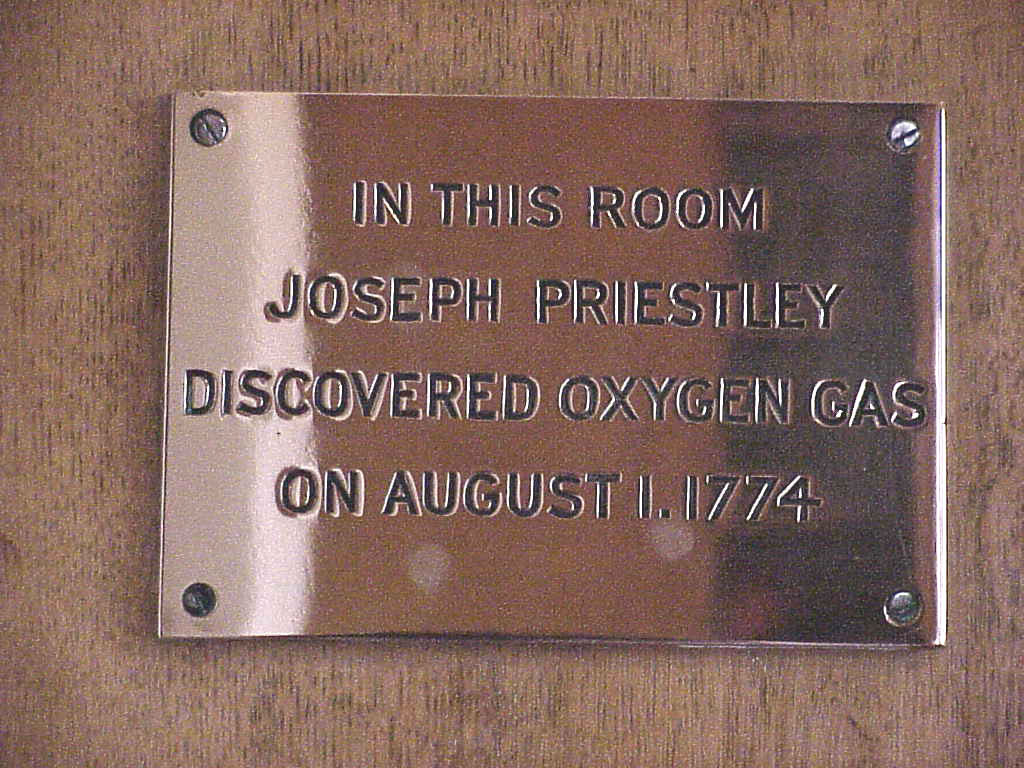 IN THIS ROOM
JOSEPH PRIESTLEY
DISCOVERED OXYGEN GAS
ON AUGUST 1.1774